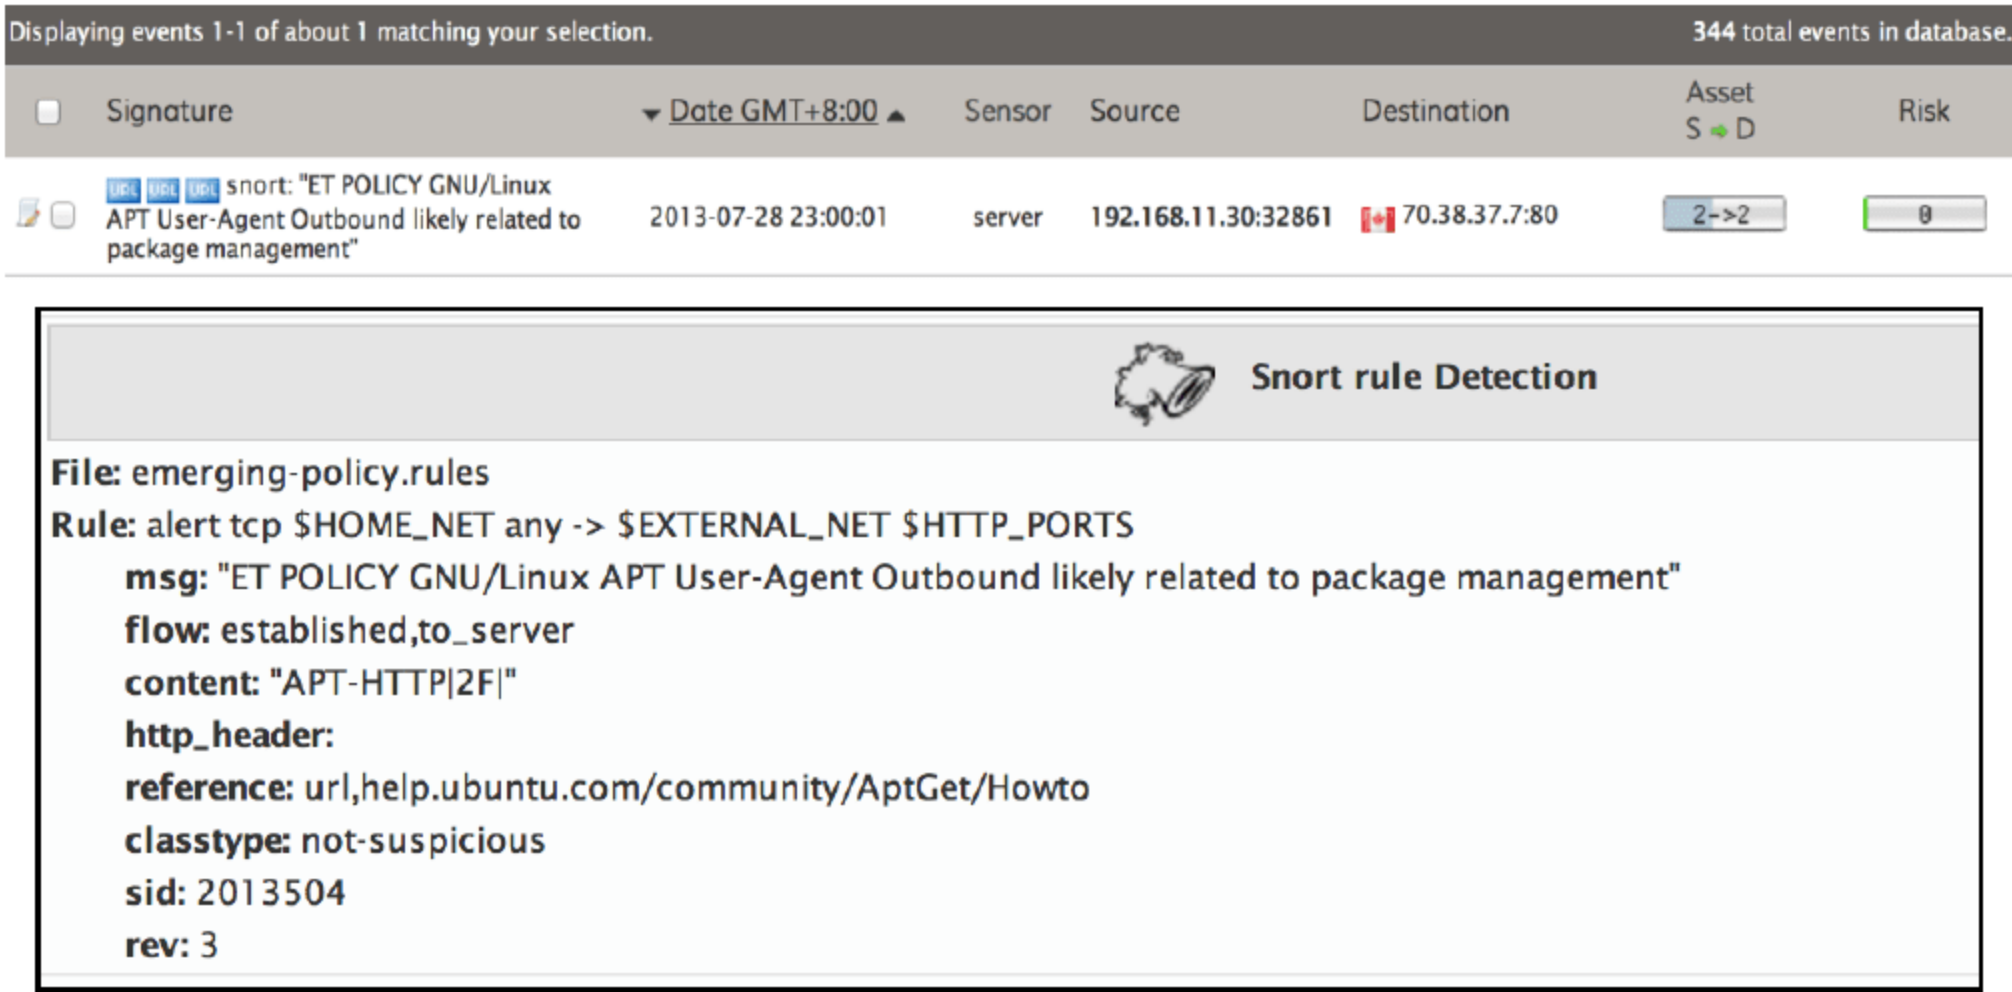 Displaying events 1-1 of about 1 matching your selection. 344 total events in database.
Signature Date GMT+8:00 Sensor Source Destination Asset S D Risk
URL URL URL snort: "ET POLICY GNU/Linux
APT User-Agent Outbound likely related to
package management"
2013-07-28 23:00:01 server 192.168.11.30:32861 70.38.37.7:80 2->2 0
Snort rule Detection
File: emerging-policy.rules
Rule: alert tcp $HOME_NET any -> $EXTERNAL_NET $HTTP_PORTS
msg: "ET POLICY GNU/Linux APT User-Agent Outbound likely related to package management"
flow: established,to_server
content: "APT-HTTP|2F|"
http_header:
reference: url,help.ubuntu.com/community/AptGet/Howto
classtype: not-suspicious
sid: 2013504
rev: 3